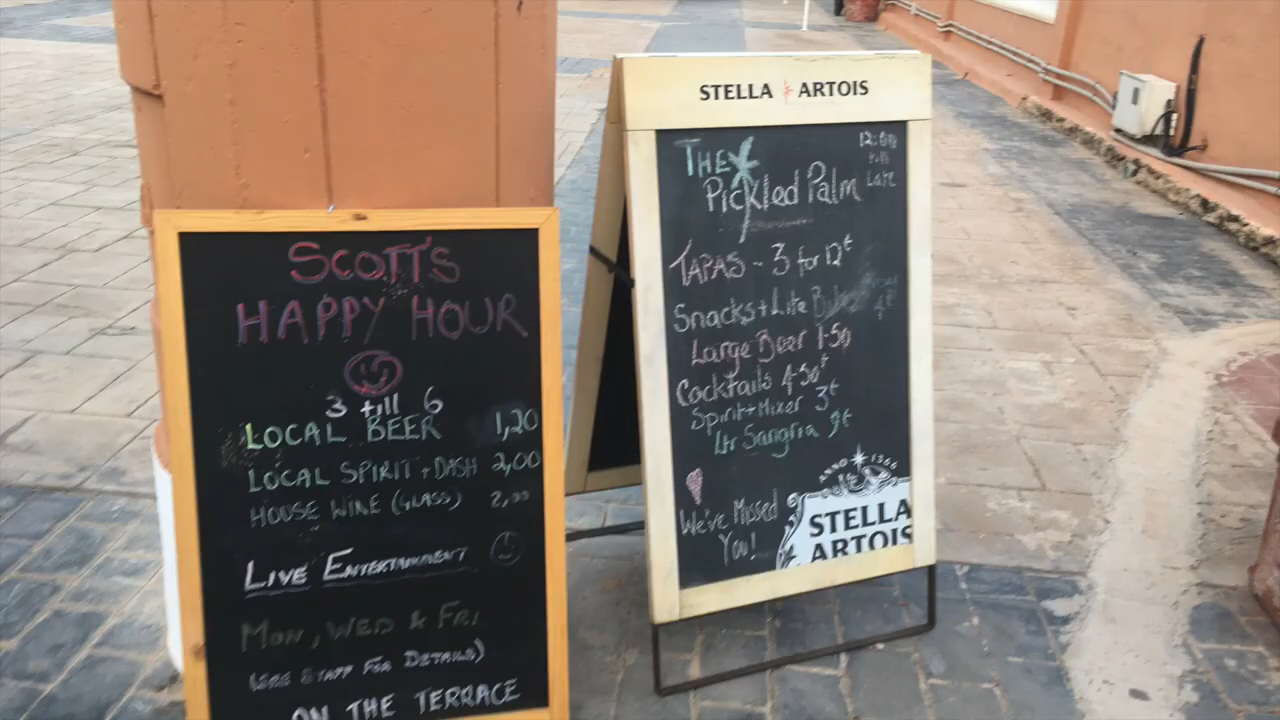 SCOTT'S
HAPPY HOUR
3 till 6
LOCAL BEER 1,20
LOCAL SPIRIT + DASH 2,00
HOUSE WINE (GLASS) 2,00
LIVE ENTERTAINMENT
MON, WED & FRI
STAFF FOR DETAILS)
ON THE TERRACE
STELLA ARTOIS
THE
Pickled Palm
12:00
till
Late
TAPAS - 3 for 12€
Snacks + Lite
Large Beer 1·50
Cocktails 4·50€
Spirit + Mixer 3€
Ltr Sangria 9€
We've Missed
You!
ANNO 1366
STELLA
ARTOIS